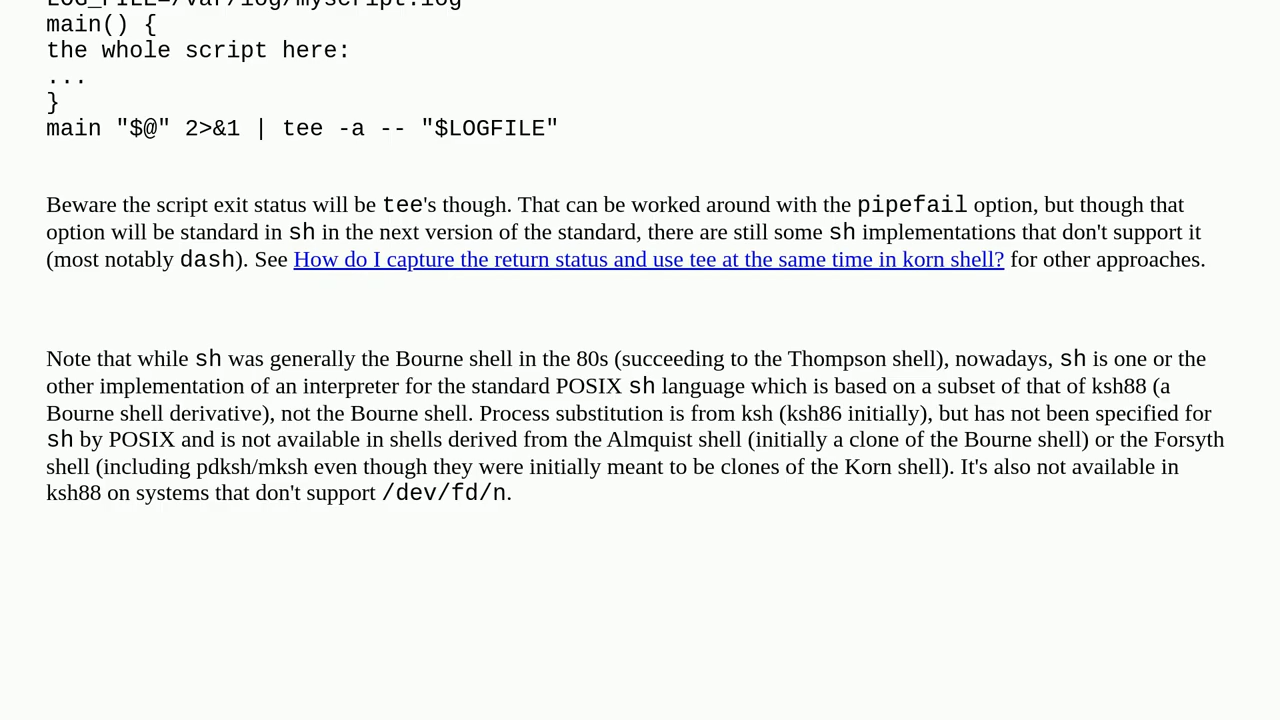 LOG_FILE=/var/log/myscript.log
main() {
the whole script here:
...
}
main "$@" 2>&1 | tee -a -- "$LOGFILE"
Beware the script exit status will be tee's though. That can be worked around with the pipefail option, but though that
option will be standard in sh in the next version of the standard, there are still some sh implementations that don't support it
(most notably dash). See How do I capture the return status and use tee at the same time in korn shell? for other approaches.
Note that while sh was generally the Bourne shell in the 80s (succeeding to the Thompson shell), nowadays, sh is one or the
other implementation of an interpreter for the standard POSIX sh language which is based on a subset of that of ksh88 (a
Bourne shell derivative), not the Bourne shell. Process substitution is from ksh (ksh86 initially), but has not been specified for
sh by POSIX and is not available in shells derived from the Almquist shell (initially a clone of the Bourne shell) or the Forsyth
shell (including pdksh/mksh even though they were initially meant to be clones of the Korn shell). It's also not available in
ksh88 on systems that don't support /dev/fd/n.